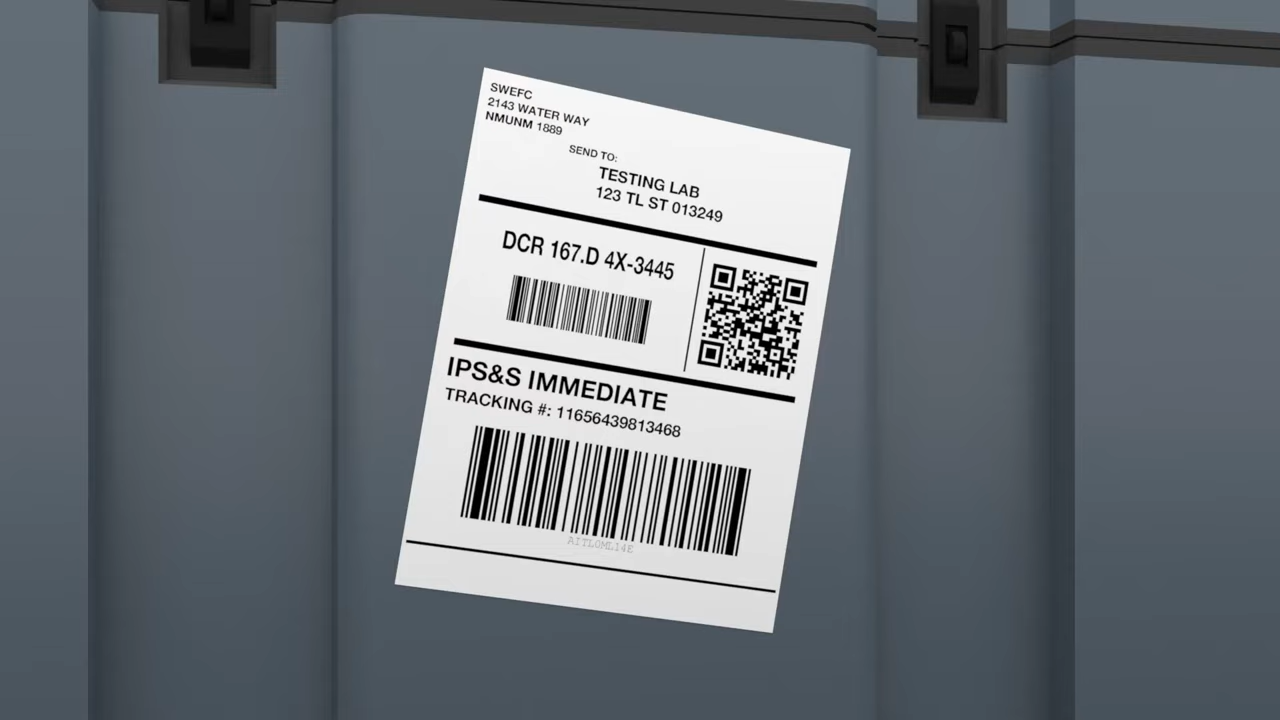 SWEFC
2143 WATER WAY
NMUNM 1889
SEND TO:
TESTING LAB
123 TL ST 013249
DCR 167.D 4X-3445
IPS&S IMMEDIATE
TRACKING #: 11656439813468
AITLOMLI4E